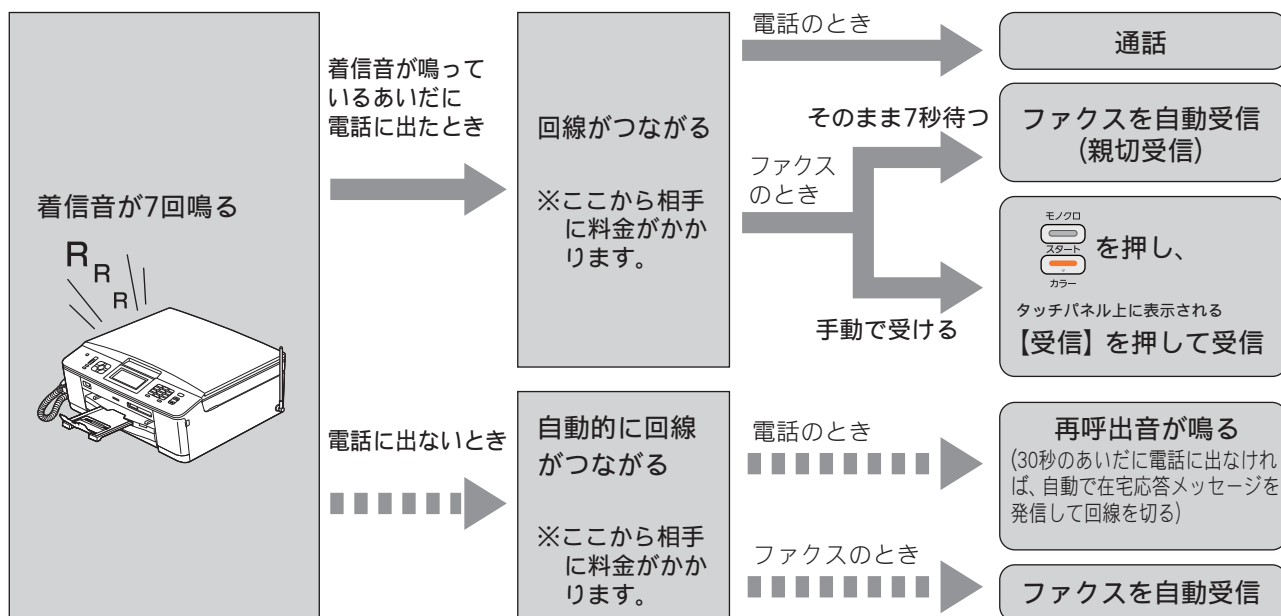 着信音が7回鳴る
R
R
R
着信音が鳴って
いるあいだに
電話に出たとき
電話に出ないとき
回線がつながる
※ここから相手
に料金がかか
ります。
自動的に回線
がつながる
※ここから相手
に料金がかか
ります。
電話のとき
通話
そのまま7秒待つ
ファクス
のとき
手動で受ける
ファクスを自動受信
(親切受信)
モノクロ
スタート
カラー
を押し、
タッチパネル上に表示される
【受信】を押して受信
電話のとき
再呼出音が鳴る
(30秒のあいだに電話に出なけれ
ば、自動で在宅応答メッセージを
発信して回線を切る)
ファクスのとき
ファクスを自動受信